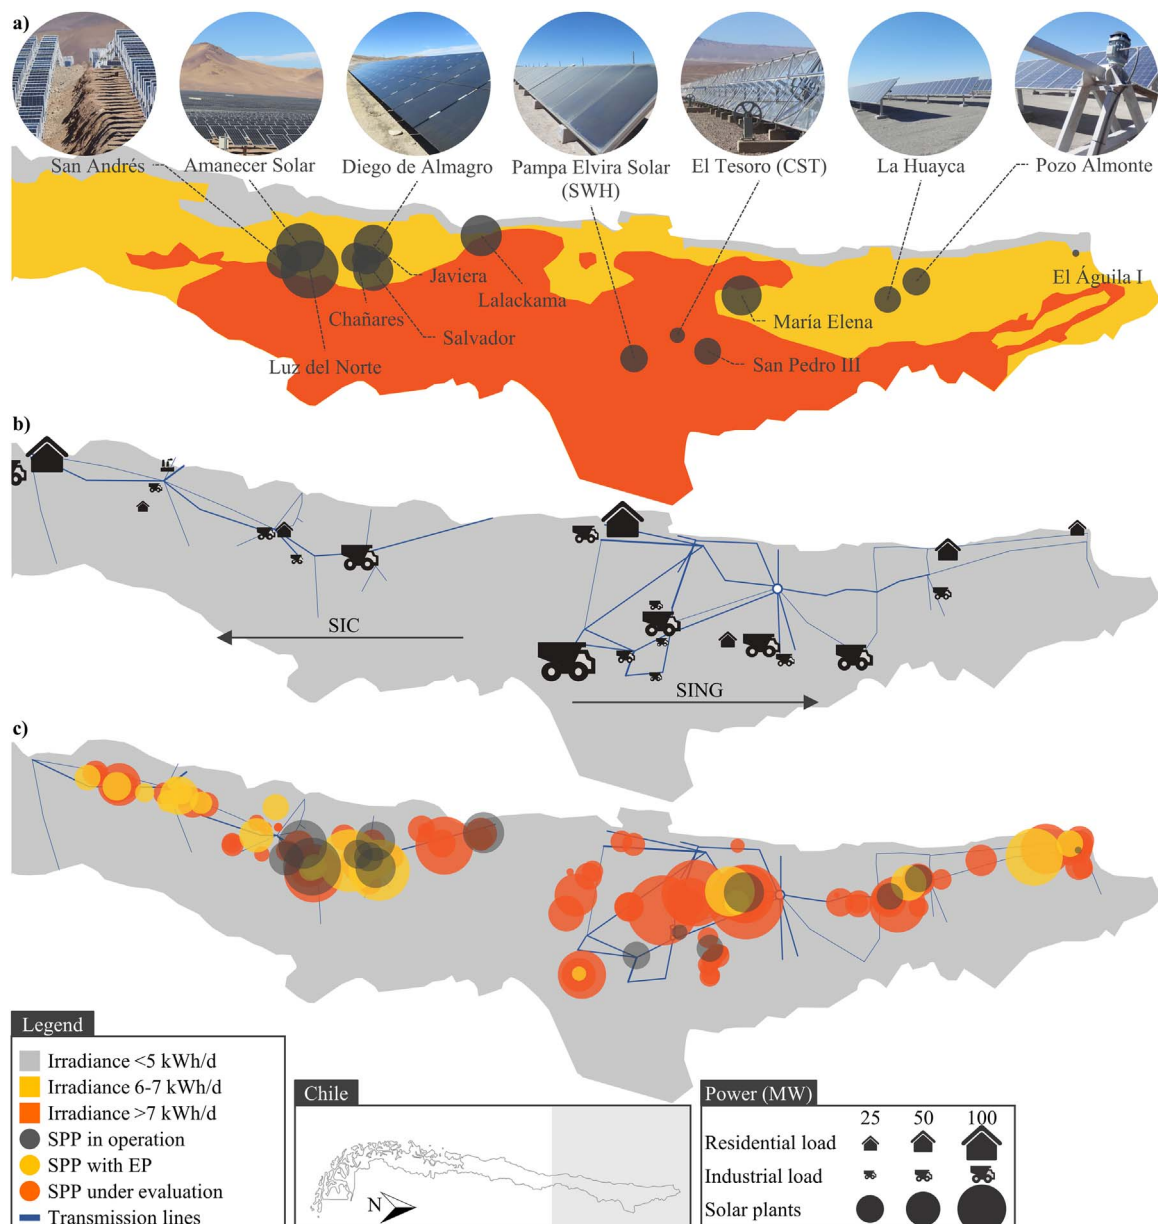 a)
San Andrés
Amanecer Solar
Diego de Almagro
Pampa Elvira Solar
(SWH)
El Tesoro (CST)
La Huayca
Pozo Almonte
Javiera
Lalackama
Chañares
Salvador
Luz del Norte
María Elena
San Pedro III
El Águila I
b)
SIC
SING
c)
Legend
Irradiance <5 kWh/d
Irradiance 6-7 kWh/d
Irradiance >7 kWh/d
SPP in operation
SPP with EP
SPP under evaluation
Transmission lines
Chile
N
Power (MW)
25 50 100
Residential load
Industrial load
Solar plants